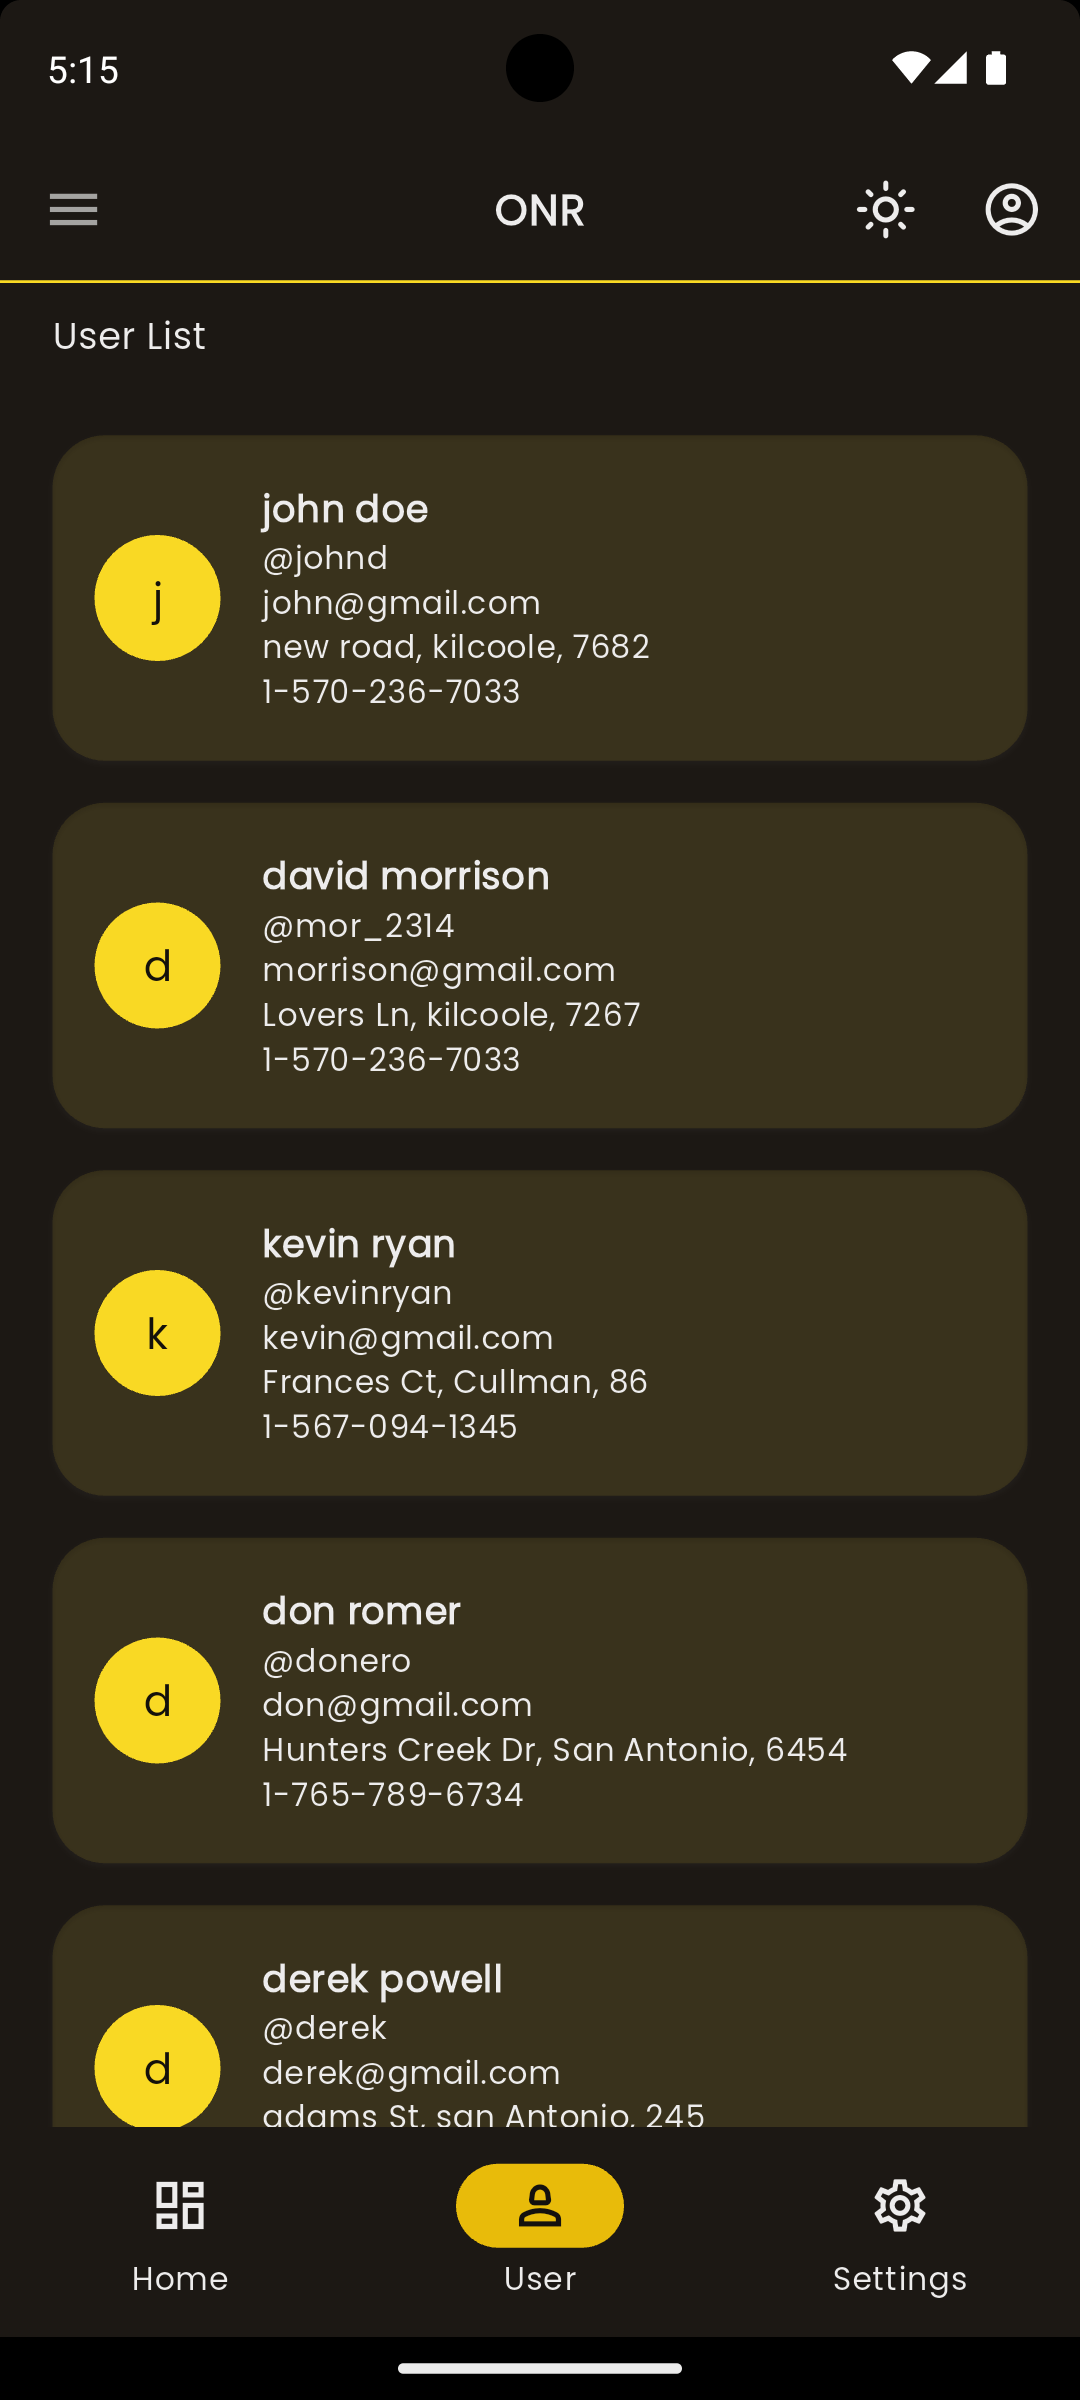 5:15
ONR
User List
john doe
@johnd
john@gmail.com
new road, kilcoole, 7682
1-570-236-7033
j
david morrison
@mor_2314
morrison@gmail.com
Lovers Ln, kilcoole, 7267
1-570-236-7033
d
kevin ryan
@kevinryan
kevin@gmail.com
Frances Ct, Cullman, 86
1-567-094-1345
k
don romer
@donero
don@gmail.com
Hunters Creek Dr, San Antonio, 6454
1-765-789-6734
d
derek powell
@derek
derek@gmail.com
adams St, san Antonio, 245
d
Home
User
Settings